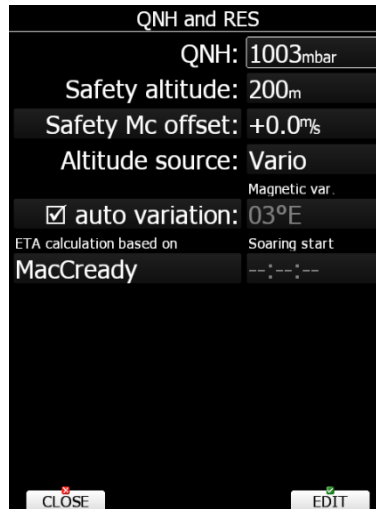 QNH and RES
QNH: 1003mbar
Safety altitude: 200m
Safety Mc offset: +0.0m/s
Altitude source: Vario
Magnetic var.
auto variation: 03ºE
ETA calculation based on Soaring start
MacCready --:--:--
CLOSE EDIT